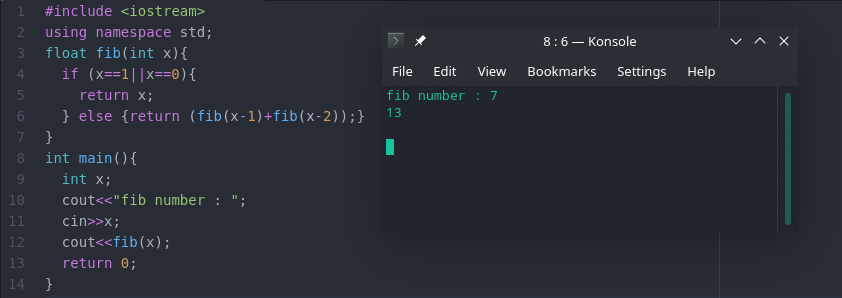 1 #include <iostream>
2 using namespace std;
3 float fib(int x){
4   if (x==1||x==0){
5     return x;
6   } else {return (fib(x-1)+fib(x-2));}
7 }
8 int main(){
9   int x;
10   cout<<"fib number : ";
11   cin>>x;
12   cout<<fib(x);
13   return 0;
14 }
8 : 6 — Konsole
File Edit View Bookmarks Settings Help
fib number : 7
13